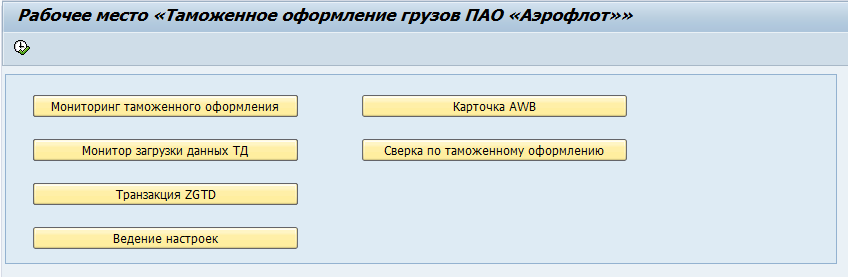 Рабочее место «Таможенное оформление грузов ПАО «Аэрофлот»»
Мониторинг таможенного оформления
Карточка AWB
Монитор загрузки данных ТД
Сверка по таможенному оформлению
Транзакция ZGTD
Ведение настроек